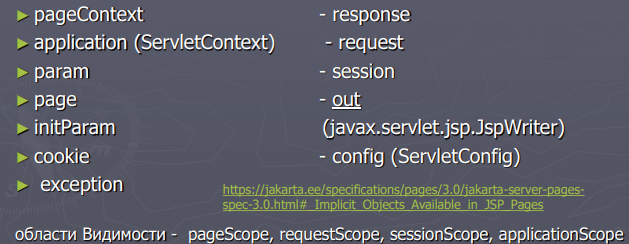 ► pageContext - response
► application (ServletContext) - request
► param - session
► page - out
► initParam (javax.servlet.jsp.JspWriter)
► cookie - config (ServletConfig)
► exception
https://jakarta.ee/specifications/pages/3.0/jakarta-server-pages-
spec-3.0.html#_Implicit_Objects_Available_in_JSP_Pages
области Видимости - pageScope, requestScope, sessionScope, applicationScope